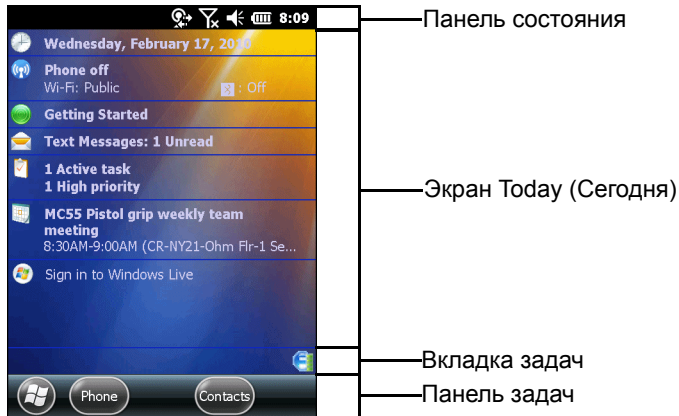 8:09
Панель состояния
Wednesday, February 17, 20
Phone off
Wi-Fi: Public : Off
Getting Started
Text Messages: 1 Unread
1 Active task
1 High priority
Экран Today (Сегодня)
MC55 Pistol grip weekly team
meeting
8:30AM-9:00AM (CR-NY21-Ohm Flr-1 Se...
Sign in to Windows Live
Вкладка задач
Phone
Contacts
Панель задач